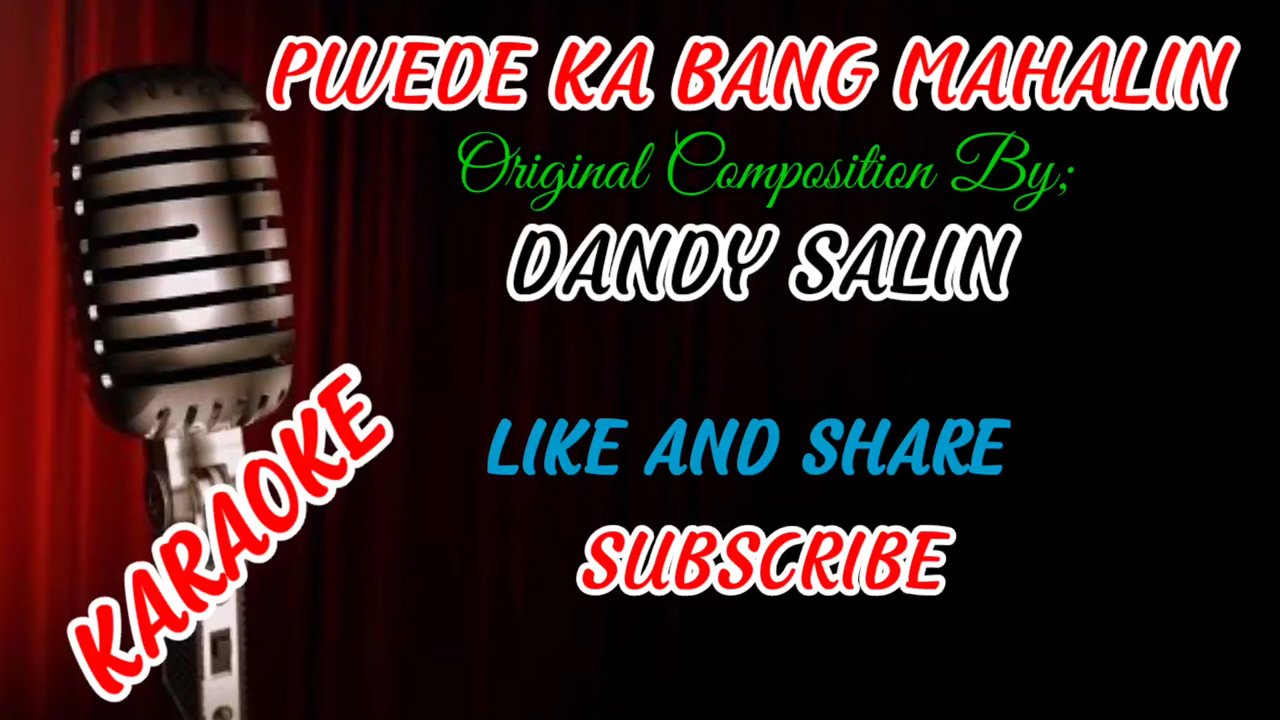 PWEDE KA BANG MAHALIN
Original Composition By;
DANDY SALIN
LIKE AND SHARE
SUBSCRIBE
KARAOKE